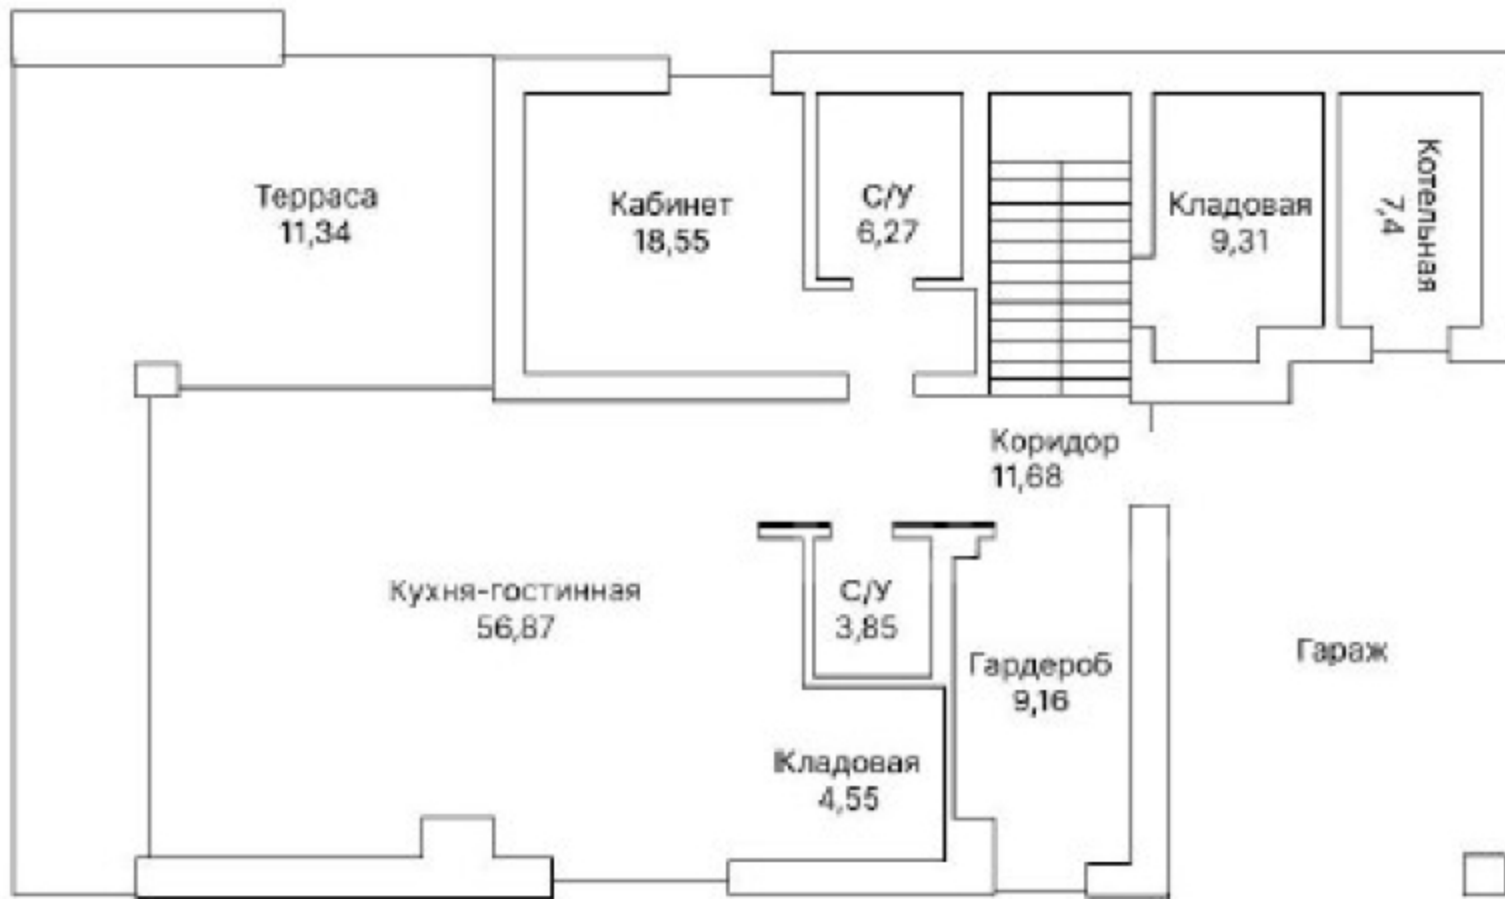 Терраса
11,34
Кабинет
18,55
С/У
6,27
Кладовая
9,31
Котельная
7,4
Коридор
11,68
Кухня-гостинная
56,87
С/У
3,85
Гардероб
9,16
Гараж
Кладовая
4,55